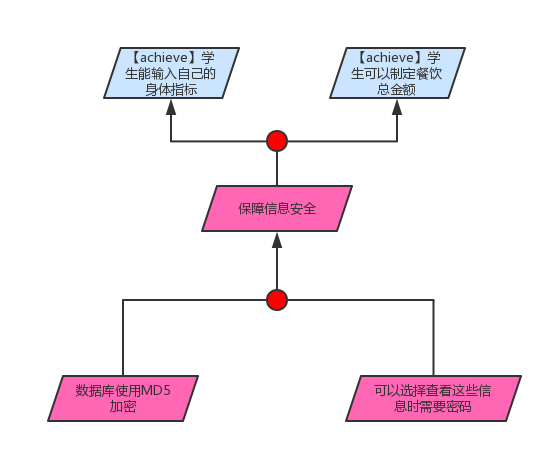 【achieve】学
生能输入自己的
身体指标
【achieve】学
生可以制定餐饮
总金额
保障信息安全
数据库使用MD5
加密
可以选择查看这些信
息时需要密码